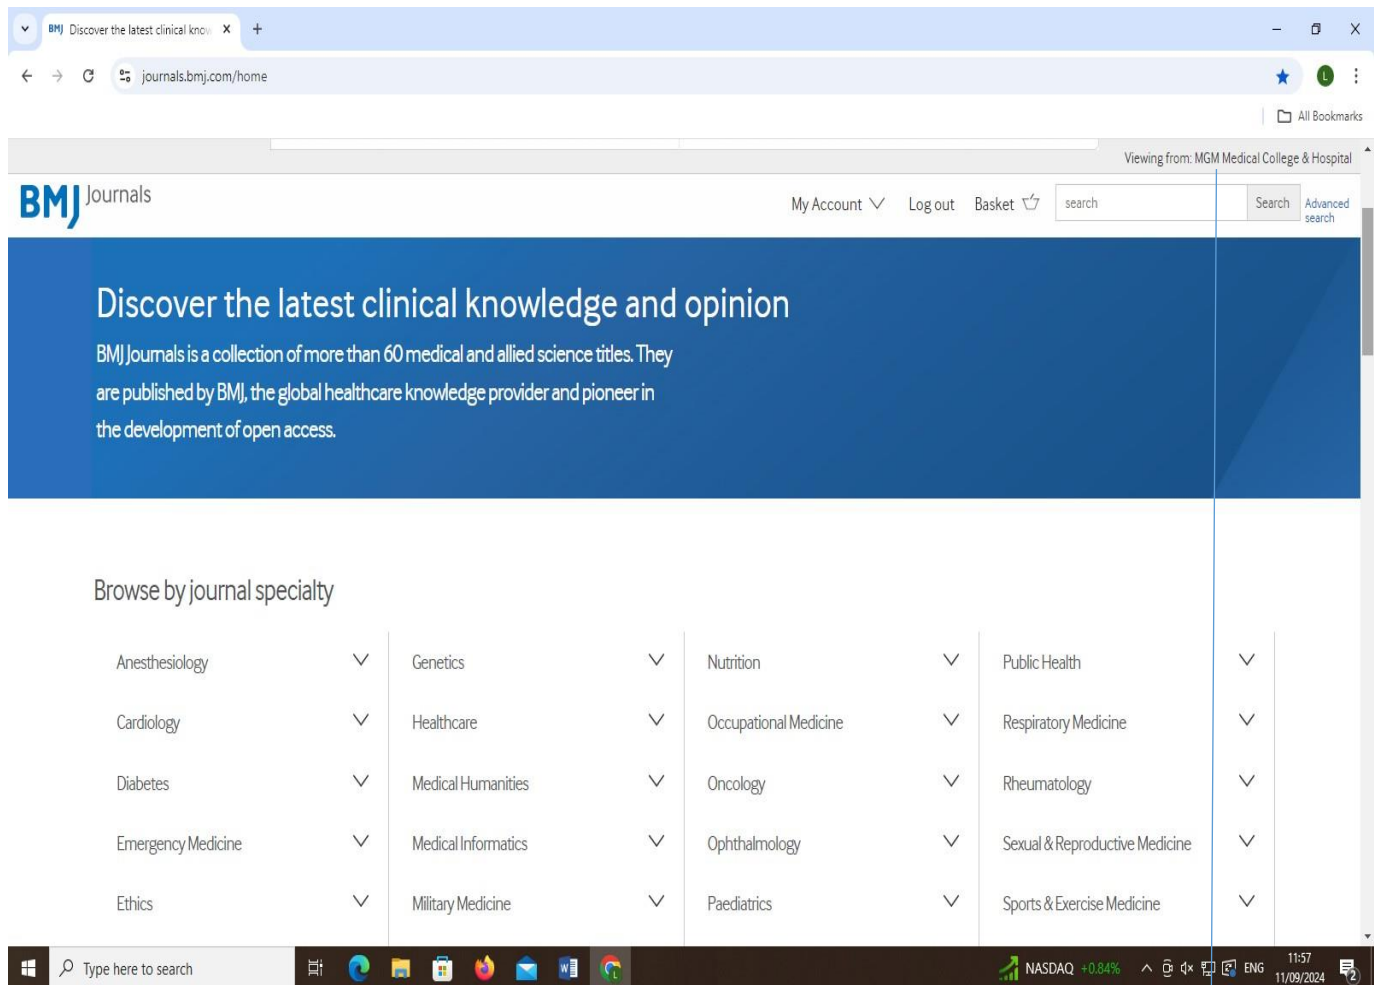 BMJ Discover the latest clinical know
journals.bmj.com/home
L
All Bookmarks
Viewing from: MGM Medical College & Hospital
BMJ Journals
My Account Log out Basket search Search Advanced search
Discover the latest clinical knowledge and opinion
BMJ Journals is a collection of more than 60 medical and allied science titles. They
are published by BMJ, the global healthcare knowledge provider and pioneer in
the development of open access.
Browse by journal specialty
Anesthesiology Genetics Nutrition Public Health
Cardiology Healthcare Occupational Medicine Respiratory Medicine
Diabetes Medical Humanities Oncology Rheumatology
Emergency Medicine Medical Informatics Ophthalmology Sexual & Reproductive Medicine
Ethics Military Medicine Paediatrics Sports & Exercise Medicine
Type here to search
NASDAQ +0.84%
ENG
11:57
11/09/2024
2